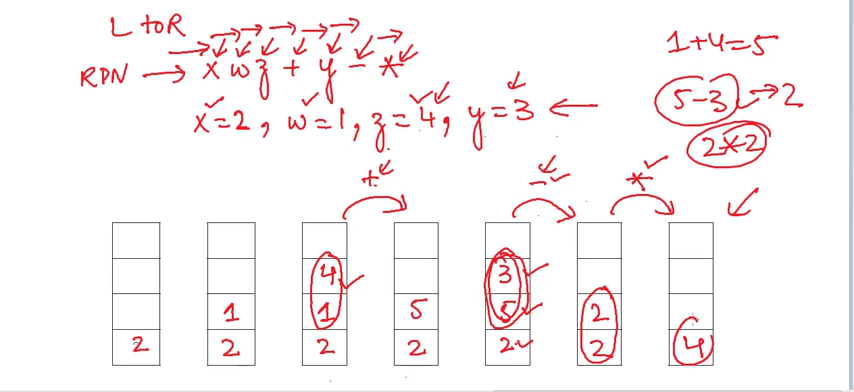 L to R
RPN → x w z + y - *
x=2, w=1, z=4, y=3 ←
1+4=5
5-3 → 2
2*2
+ - *
4 3
1 1 5 5 2
2 2 2 2 2 2 4